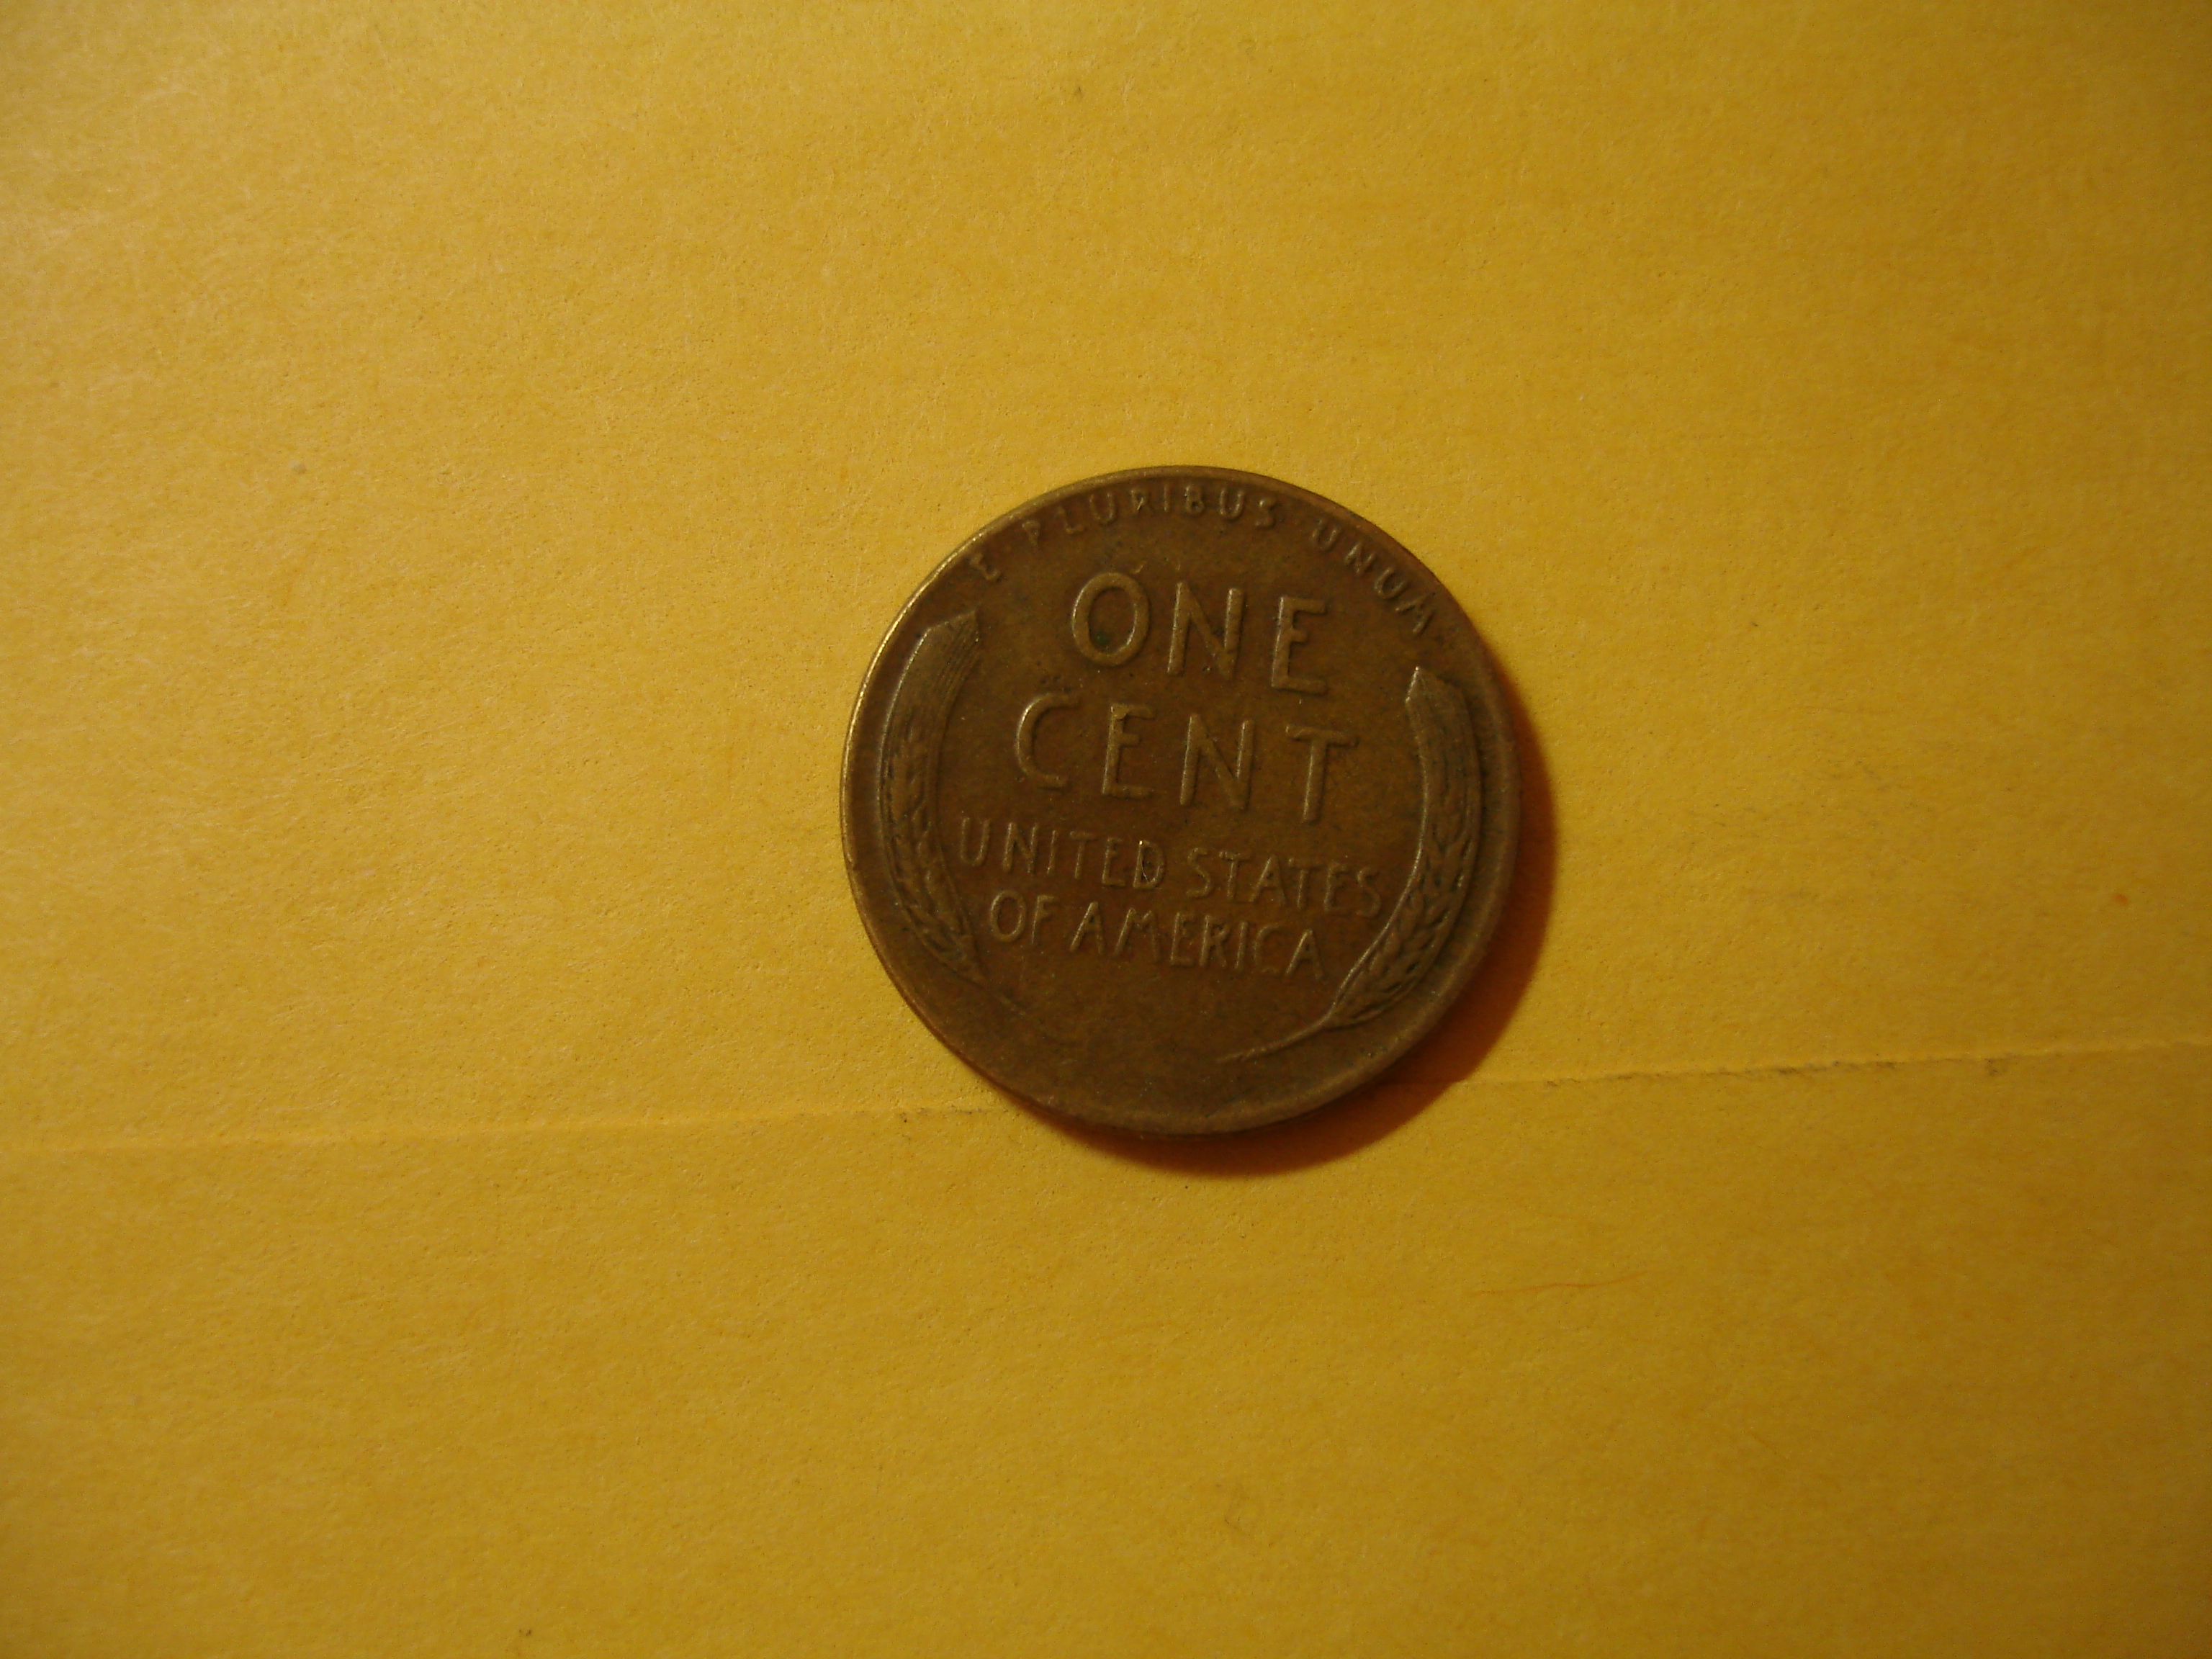 E PLURIBUS UNUM
ONE
CENT
UNITED STATES
OF AMERICA